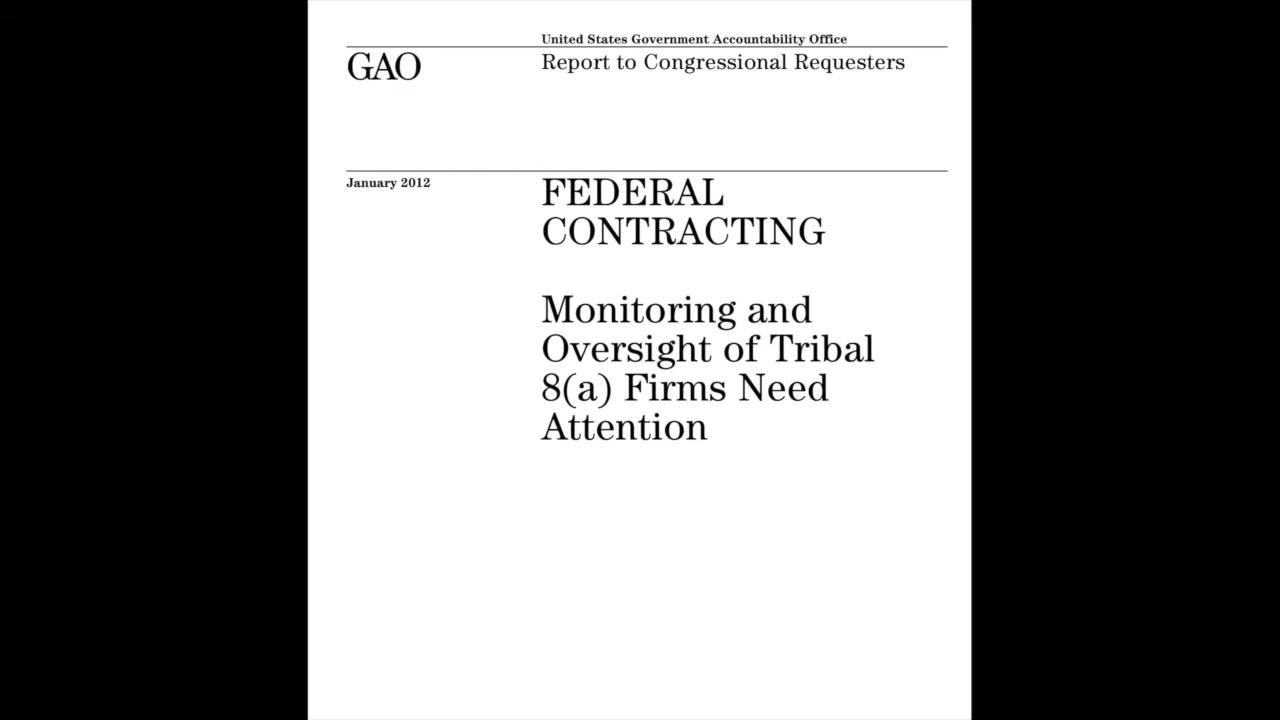 United States Government Accountability Office
GAO
Report to Congressional Requesters
January 2012
FEDERAL
CONTRACTING
Monitoring and
Oversight of Tribal
8(a) Firms Need
Attention